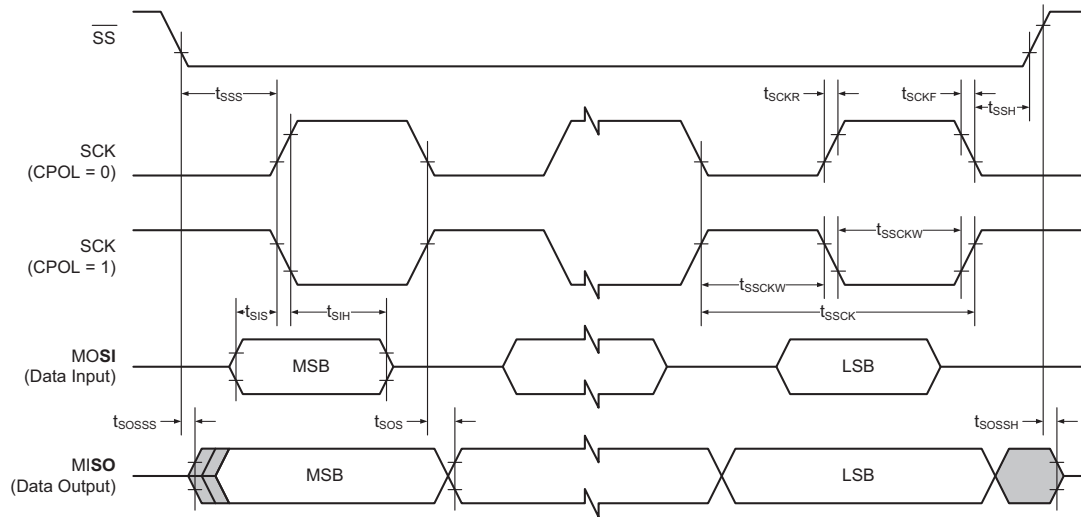 SS
tSSS
tSCKR
tSCKF
tSSH
SCK
(CPOL = 0)
SCK
(CPOL = 1)
tSSCKW
tSSCKW
tSIS
tSIH
tSSCK
MOSI
(Data Input)
MSB
LSB
tSOSSS
tSOS
tSOSSH
MISO
(Data Output)
MSB
LSB